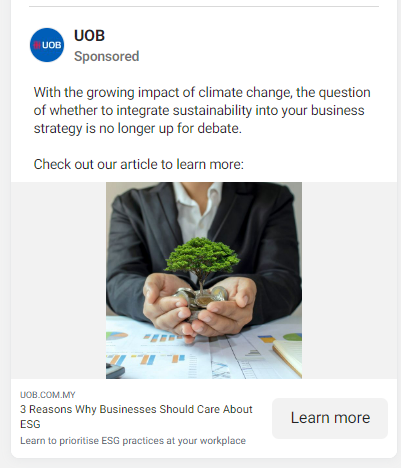 UOB
UOB
Sponsored
With the growing impact of climate change, the question
of whether to integrate sustainability into your business
strategy is no longer up for debate.
Check out our article to learn more:
UOB.COM.MY
3 Reasons Why Businesses Should Care About
ESG
Learn to prioritise ESG practices at your workplace
Learn more